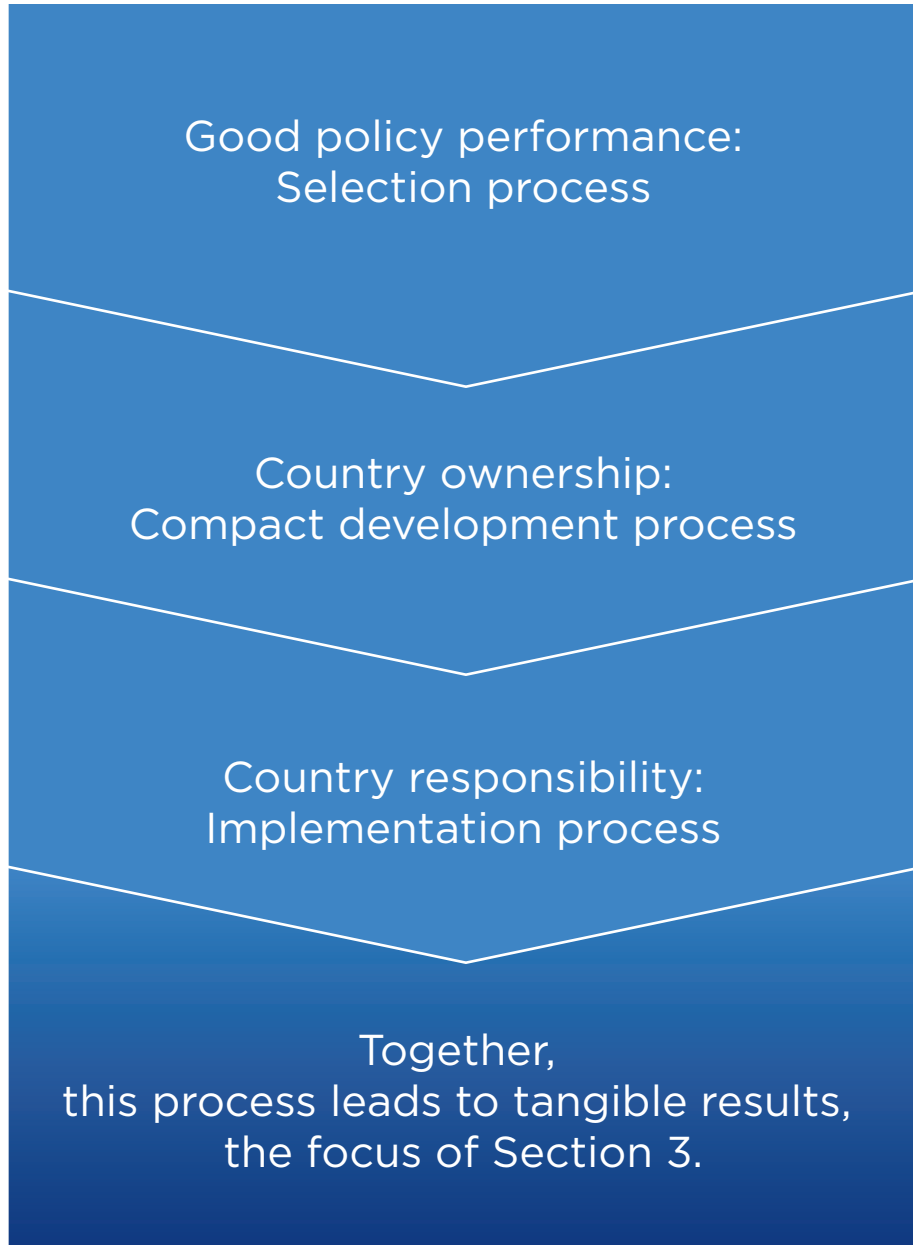 Good policy performance:
Selection process
Country ownership:
Compact development process
Country responsibility:
Implementation process
Together,
this process leads to tangible results,
the focus of Section 3.